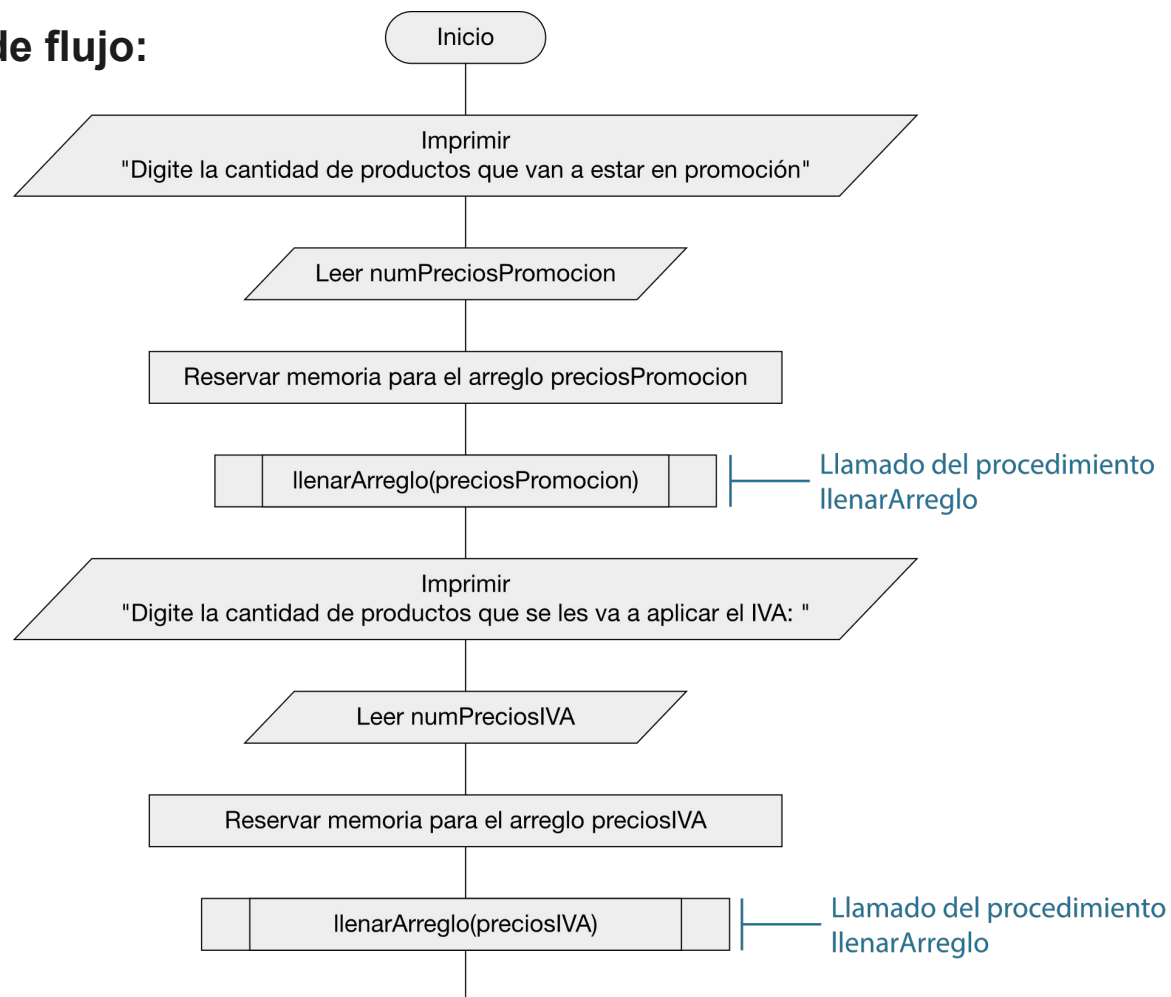 de flujo:
Inicio
Imprimir
"Digite la cantidad de productos que van a estar en promoción"
Leer numPreciosPromocion
Reservar memoria para el arreglo preciosPromocion
llenarArreglo(preciosPromocion)
Llamado del procedimiento
llenarArreglo
Imprimir
"Digite la cantidad de productos que se les va a aplicar el IVA: "
Leer numPreciosIVA
Reservar memoria para el arreglo preciosIVA
llenarArreglo(preciosIVA)
Llamado del procedimiento
llenarArreglo